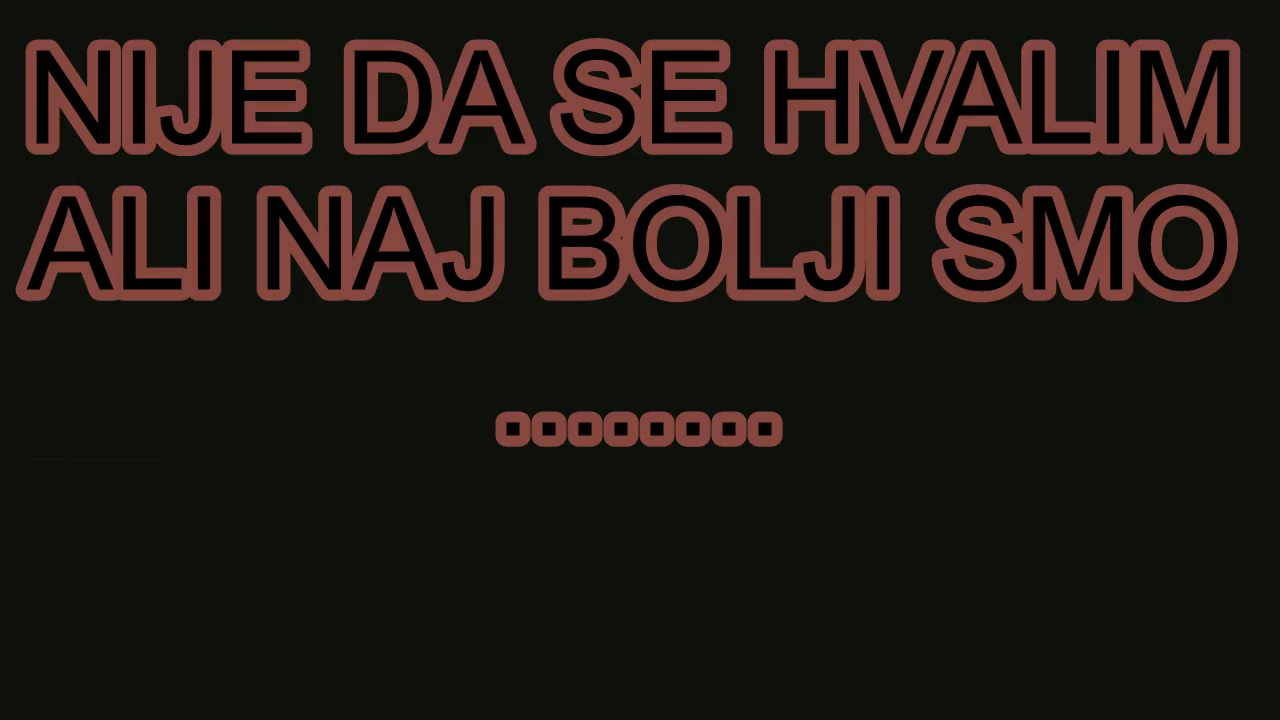 NIJE DA SE HVALIM
ALI NAJ BOLJI SMO
........